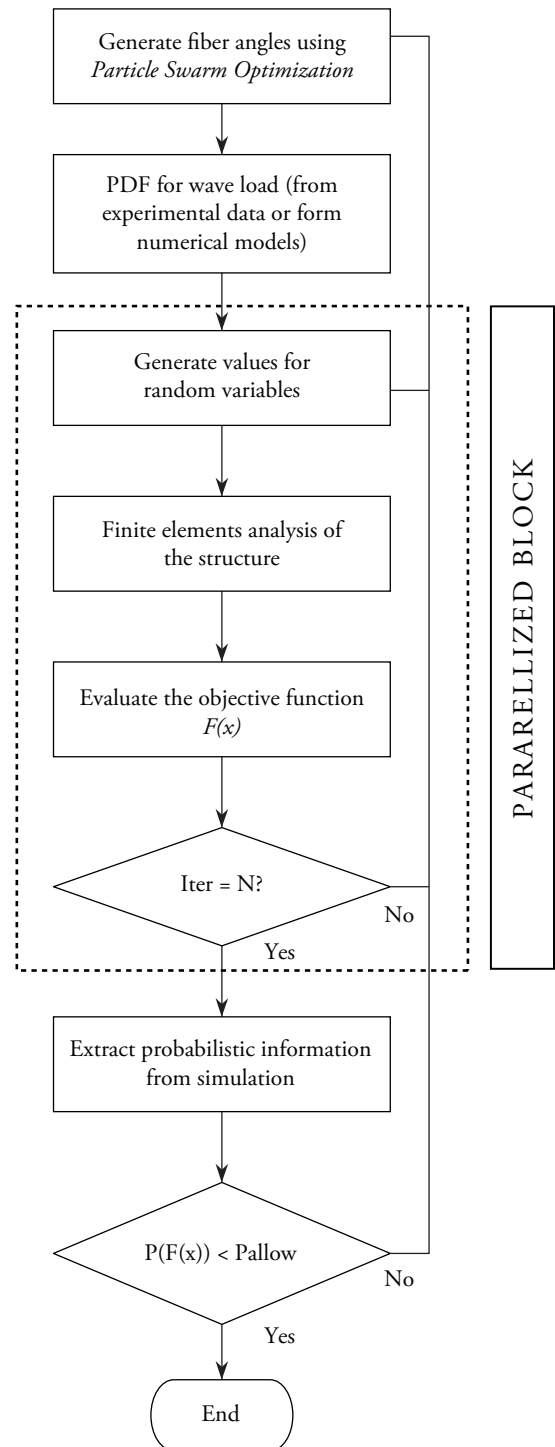 Generate fiber angles using
Particle Swarm Optimization
PDF for wave load (from
experimental data or form
numerical models)
Generate values for
random variables
Finite elements analysis of
the structure
Evaluate the objective function
F(x)
Iter = N?
No
Yes
PARARELLIZED BLOCK
Extract probabilistic information
from simulation
P(F(x)) < Pallow
No
Yes
End